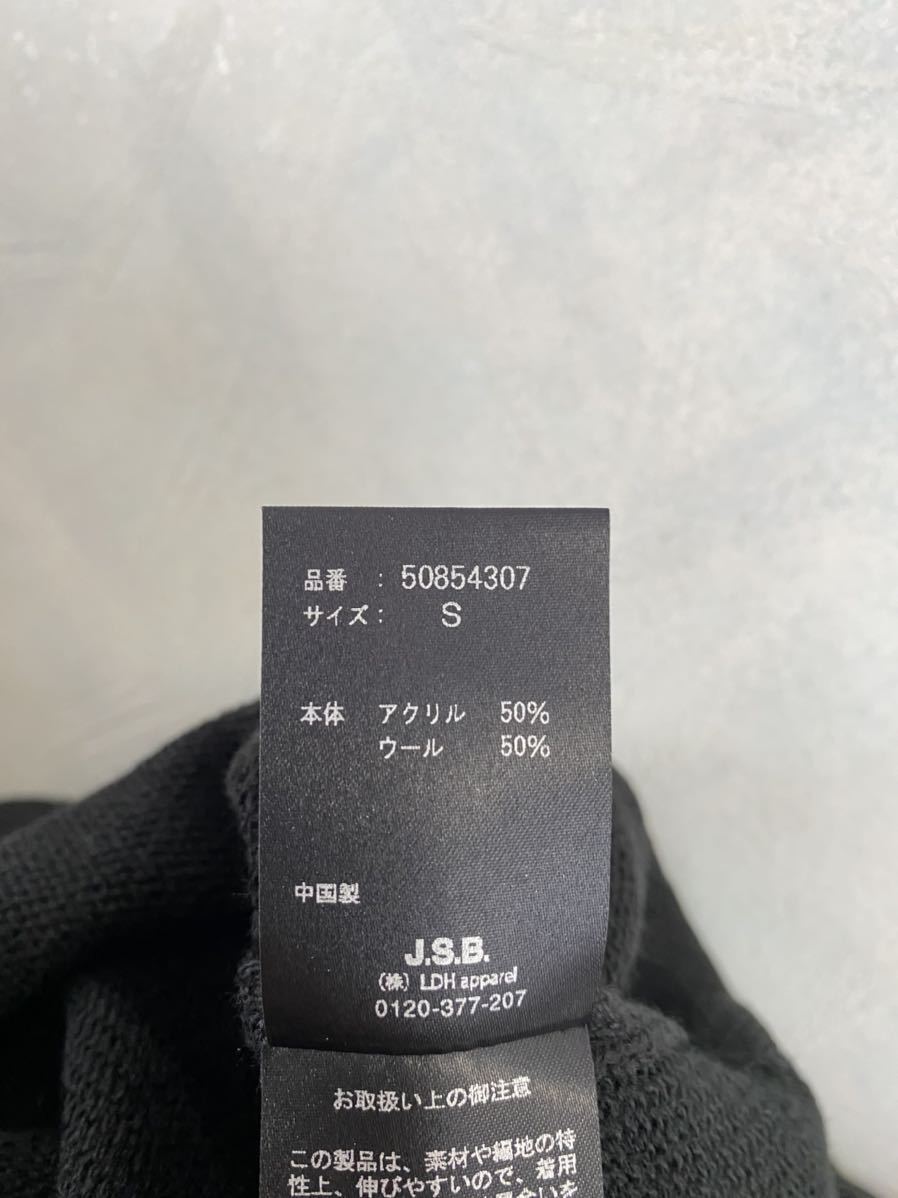 品番 : 50854307
サイズ : S
本体 アクリル 50%
ウール 50%
中国製
J.S.B.
(株) LDH apparel
0120-377-207
お取扱い上の御注意
この製品は、素材や編地の特
性上、伸びやすいので、着用